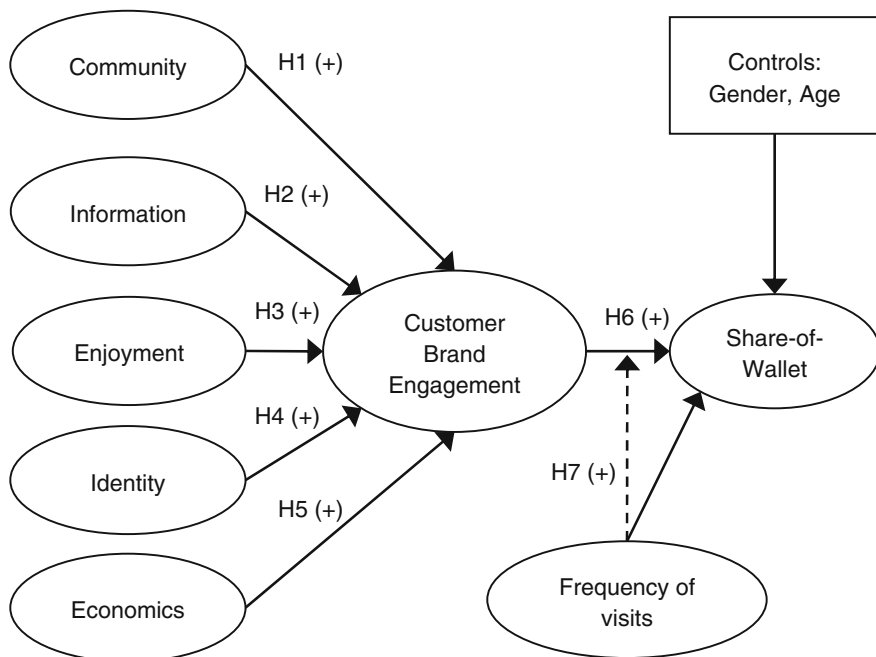 Community
H1 (+)
Controls:
Gender, Age
Information
H2 (+)
Enjoyment
H3 (+)
Customer
Brand
Engagement
H6 (+)
Share-of-
Wallet
Identity
H4 (+)
H7 (+)
Economics
H5 (+)
Frequency of
visits